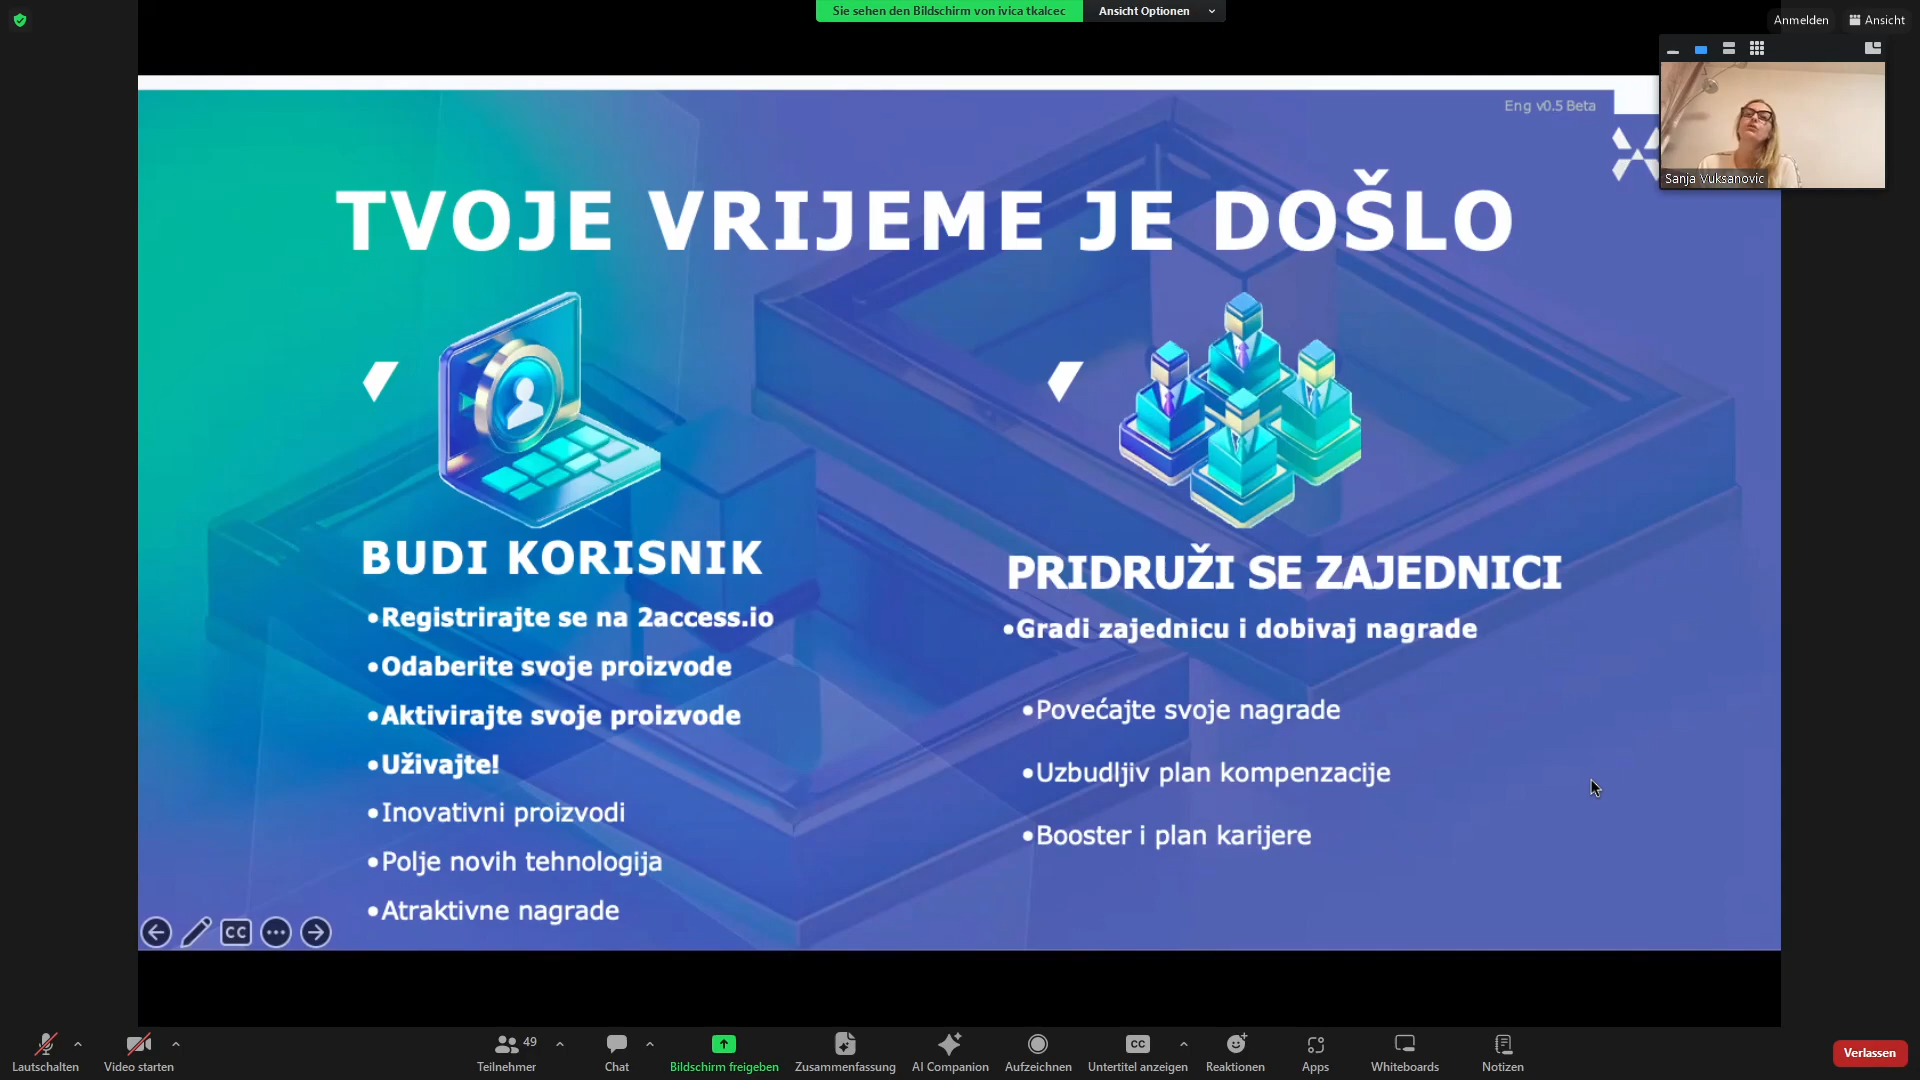 Sie sehen den Bildschirm von ivica tkalcec
Ansicht Optionen
Anmelden
Ansicht
Eng v0.5 Beta
Sanja Vuksanovic
TVOJE VRIJEME JE DOŠLO
BUDI KORISNIK
•Registrirajte se na 2access.io
•Odaberite svoje proizvode
•Aktivirajte svoje proizvode
•Uživajte!
•Inovativni proizvodi
•Polje novih tehnologija
•Atraktivne nagrade
PRIDRUŽI SE ZAJEDNICI
•Gradi zajednicu i dobivaj nagrade
•Povećajte svoje nagrade
•Uzbudljiv plan kompenzacije
•Booster i plan karijere
CC
Lautschalten
Video starten
49
Teilnehmer
Chat
Bildschirm freigeben
Zusammenfassung
AI Companion
Aufzeichnen
CC
Untertitel anzeigen
Reaktionen
Apps
Whiteboards
Notizen
Verlassen